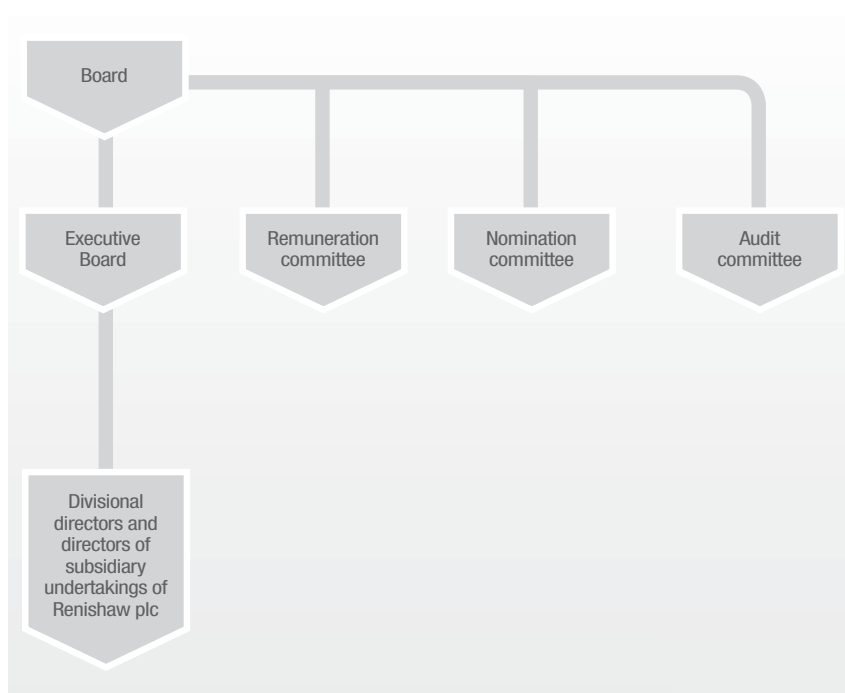 Board
Executive
Board
Remuneration
committee
Nomination
committee
Audit
committee
Divisional
directors and
directors of
subsidiary
undertakings of
Renishaw plc